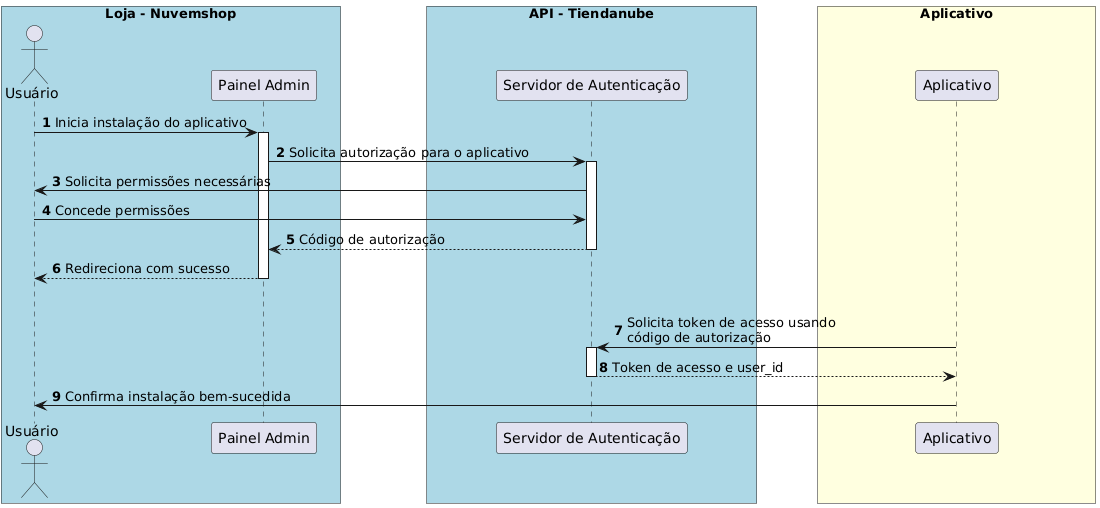 Loja - Nuvemshop
API - Tiendanube
Aplicativo
Usuário
Painel Admin
Servidor de Autenticação
Aplicativo
1 Inicia instalação do aplicativo
2 Solicita autorização para o aplicativo
3 Solicita permissões necessárias
4 Concede permissões
5 Código de autorização
6 Redireciona com sucesso
7 Solicita token de acesso usando
código de autorização
8 Token de acesso e user_id
9 Confirma instalação bem-sucedida
Usuário
Painel Admin
Servidor de Autenticação
Aplicativo